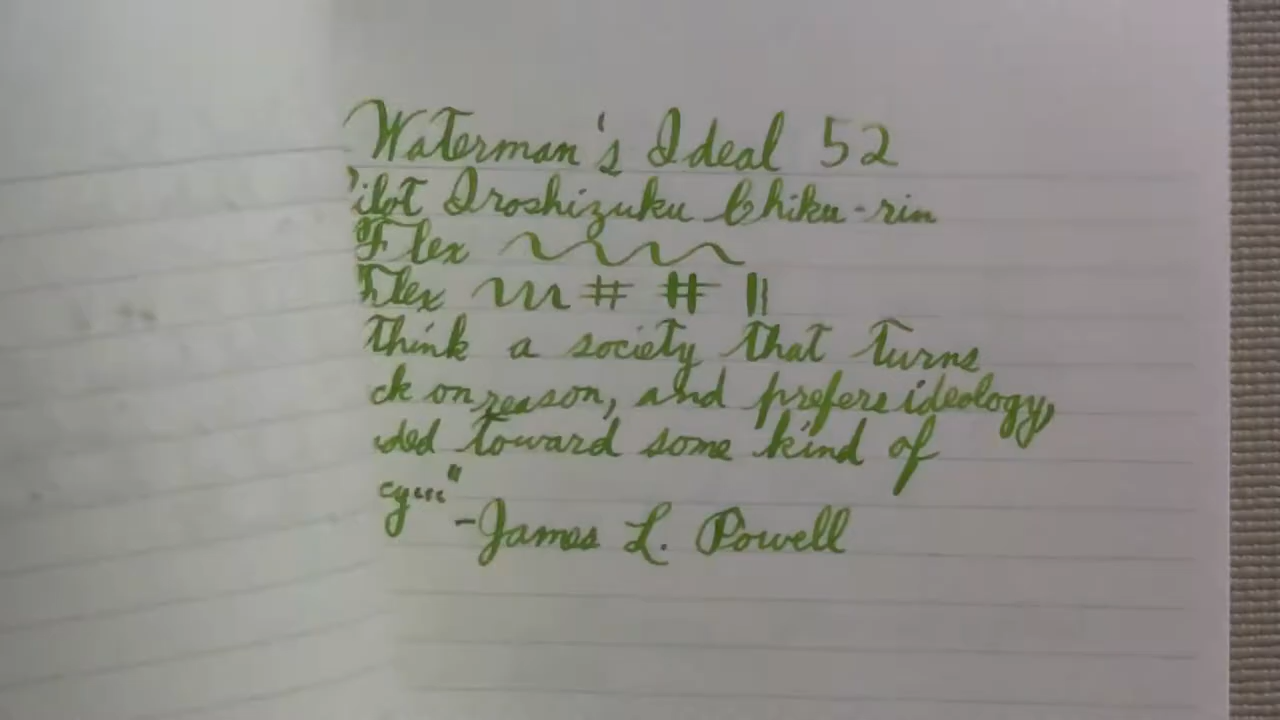 Waterman's Ideal 52
ilot Iroshizuku Chiku-rin
Flex
Flex # # ||
think a society that turns
ck on reason, and prefers ideology,
ded toward some kind of
"
-James L. Powell